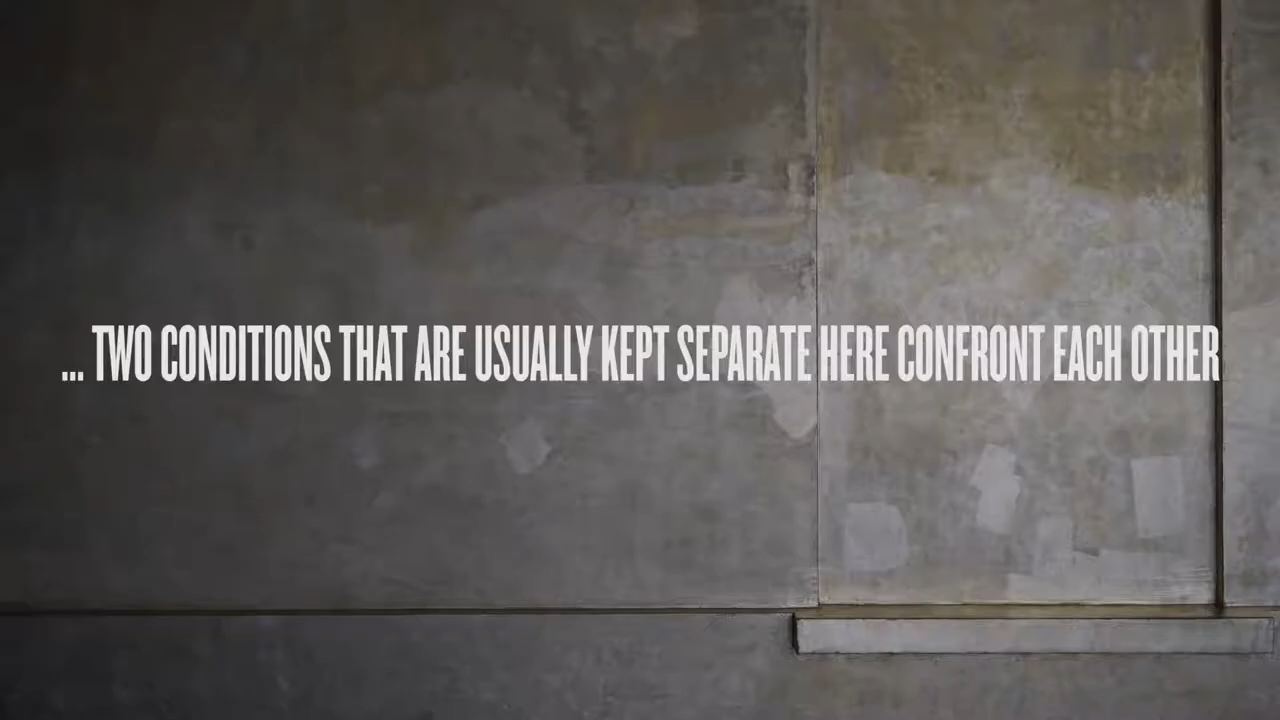 ... TWO CONDITIONS THAT ARE USUALLY KEPT SEPARATE HERE CONFRONT EACH OTHER